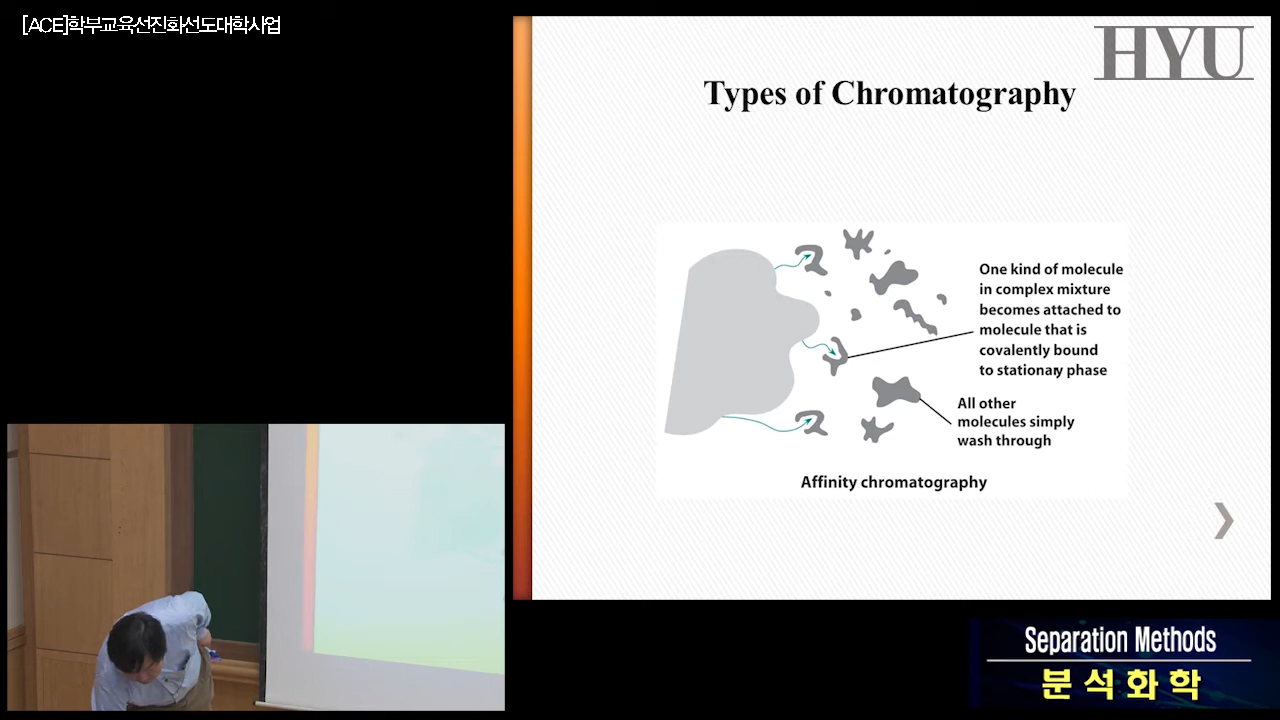 [ACE]학부교육선진화선도대학사업
HYU
Types of Chromatography
One kind of molecule
in complex mixture
becomes attached to
molecule that is
covalently bound
to stationary phase
All other
molecules simply
wash through
Affinity chromatography
Separation Methods
분석화학